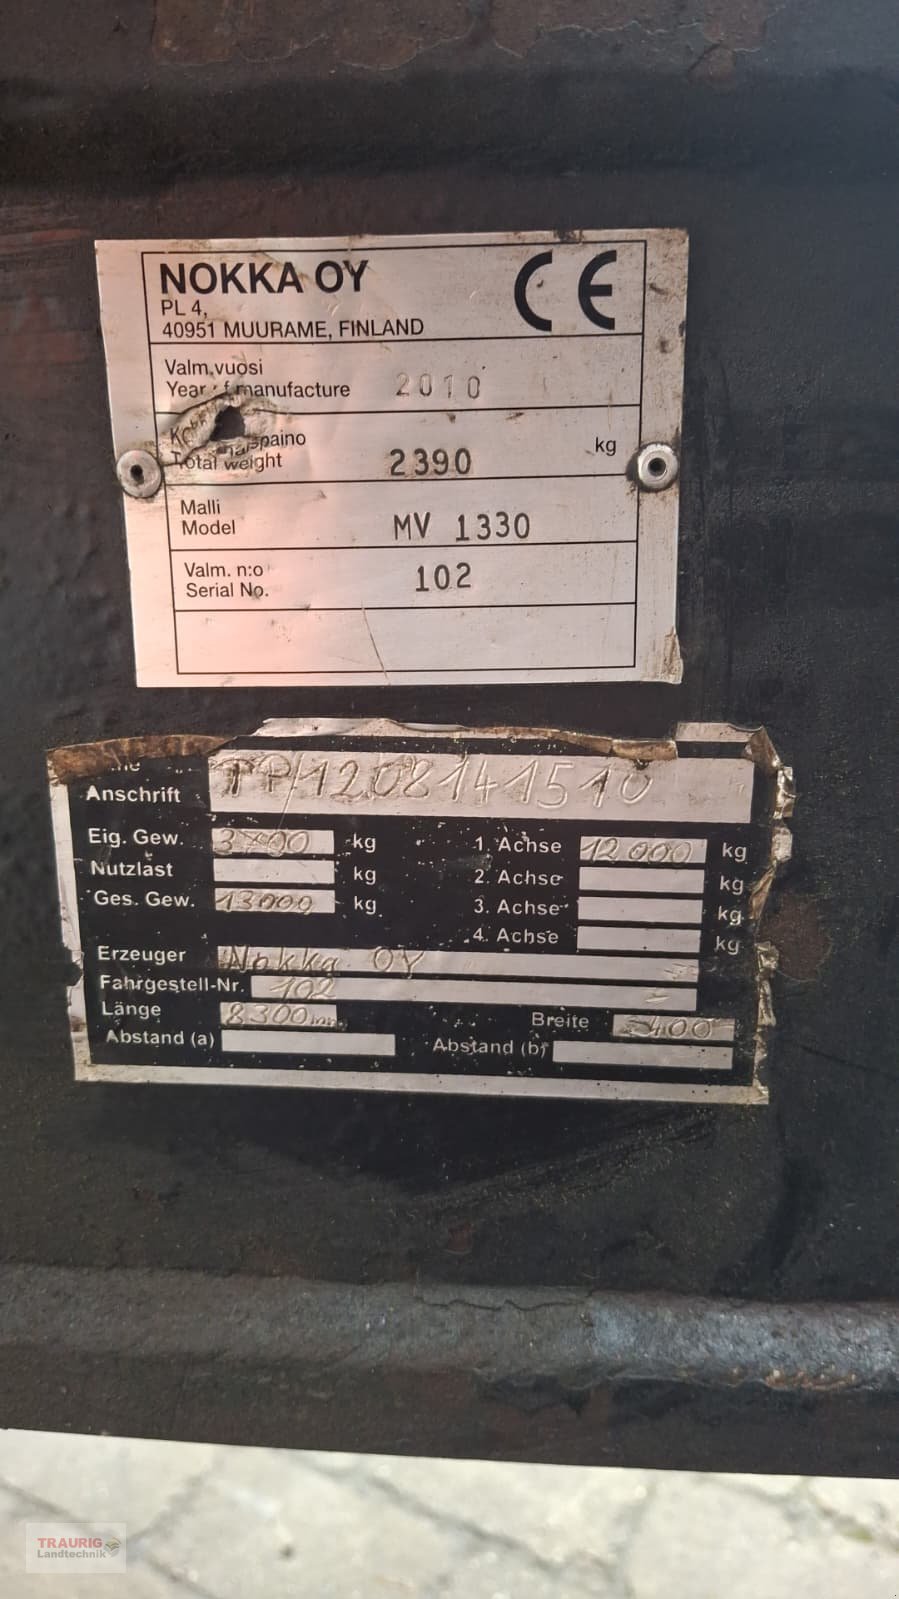 NOKKA OY
PL 4,
40951 MUURAME, FINLAND
CE
Valm.vuosi
Year manufacture 2010
Total weight 2390 kg
Malli
Model MV 1330
Valm. n:o
Serial No. 102
Anschrift TP/1208141510
Eig. Gew. 3700 kg 1. Achse 12000 kg
Nutzlast kg 2. Achse kg
Ges. Gew. 13000 kg 3. Achse kg
4. Achse kg
Erzeuger Nokka OY
Fahrgestell-Nr. 102
Länge 8300mm Breite
Abstand (a) Abstand (b)
TRAURIG
Landtechnik